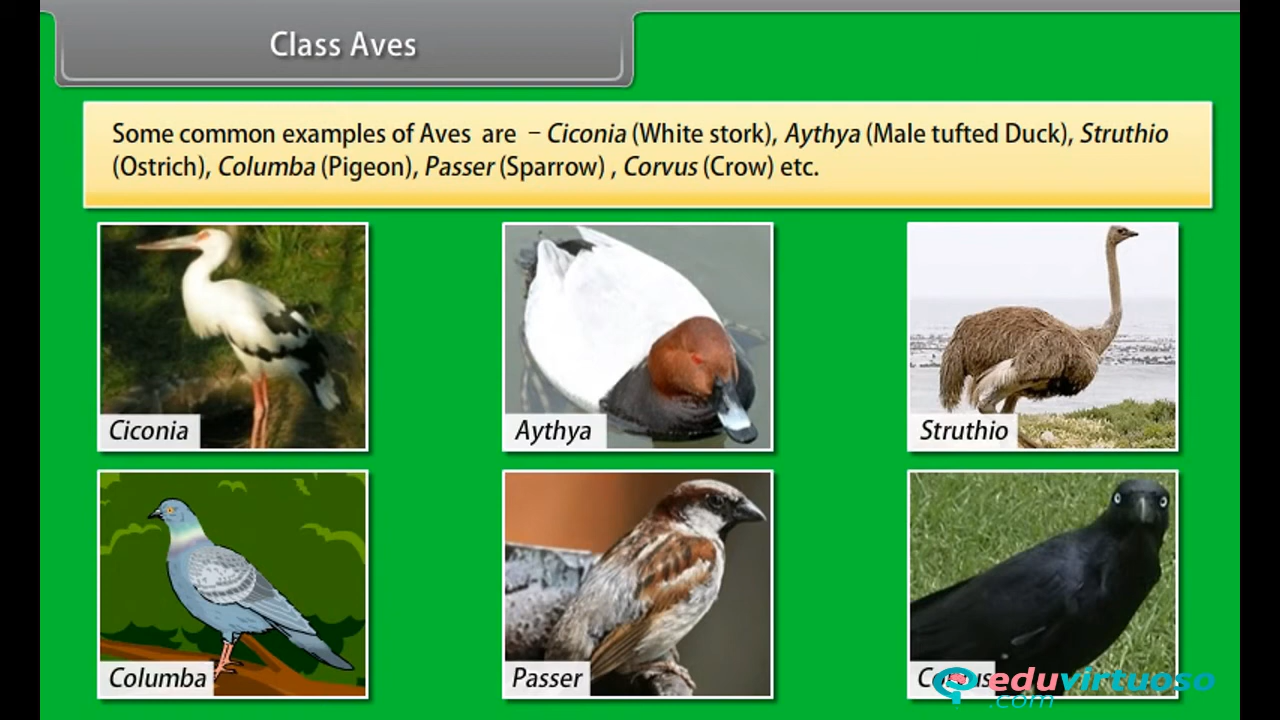 Class Aves
Some common examples of Aves are – Ciconia (White stork), Aythya (Male tufted Duck), Struthio
(Ostrich), Columba (Pigeon), Passer (Sparrow) , Corvus (Crow) etc.
Ciconia
Aythya
Struthio
Columba
Passer
eduvirtuoso
.com